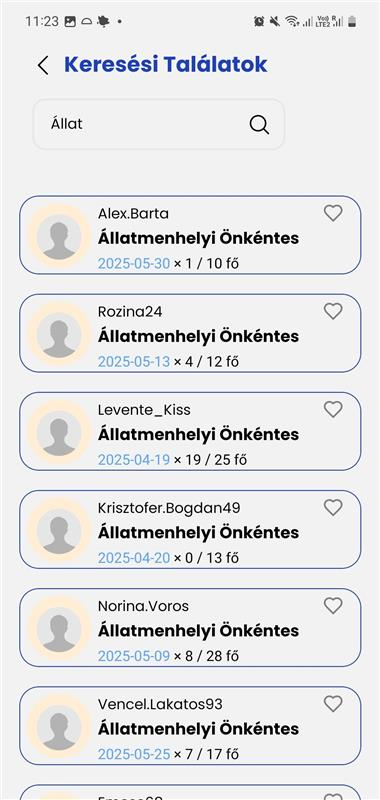 11:23
Vo)) R
LTE2
Keresési Találatok
Állat
Alex.Barta
Állatmenhelyi Önkéntes
2025-05-30 × 1 / 10 fő
Rozina24
Állatmenhelyi Önkéntes
2025-05-13 × 4 / 12 fő
Levente_Kiss
Állatmenhelyi Önkéntes
2025-04-19 × 19 / 25 fő
Krisztofer.Bogdan49
Állatmenhelyi Önkéntes
2025-04-20 × 0 / 13 fő
Norina.Voros
Állatmenhelyi Önkéntes
2025-05-09 × 8 / 28 fő
Vencel.Lakatos93
Állatmenhelyi Önkéntes
2025-05-25 × 7 / 17 fő